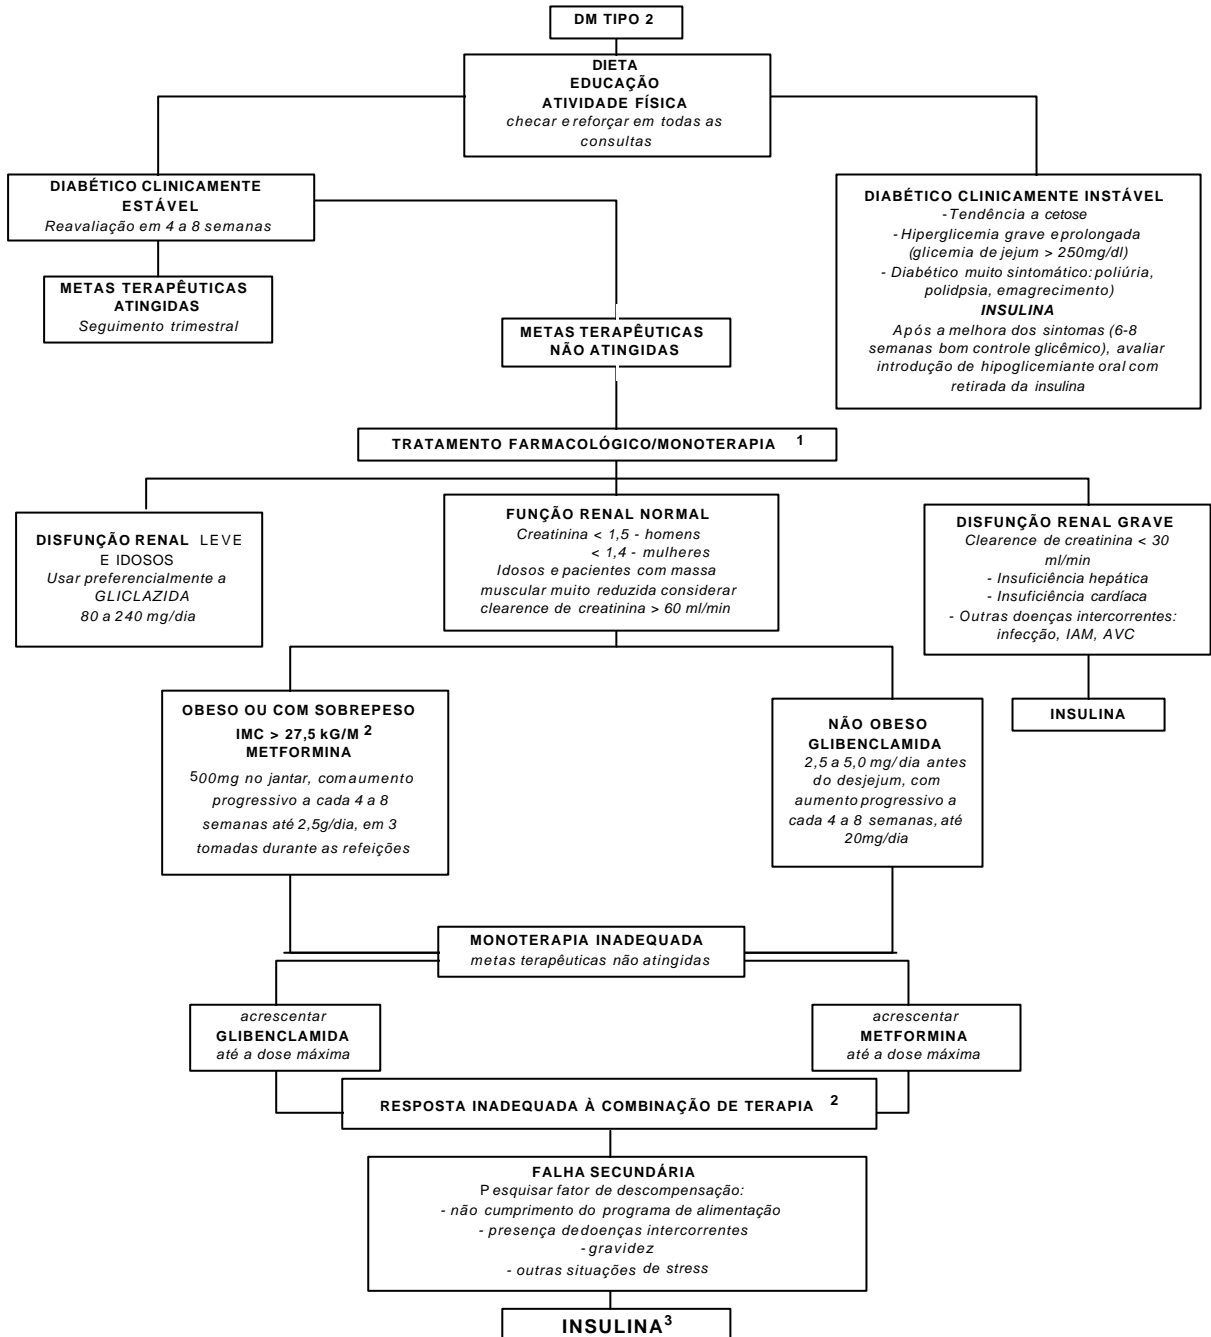 DM TIPO 2
DIETA
EDUCAÇÃO
ATIVIDADE FÍSICA
checar e reforçar em todas as
consultas
DIABÉTICO CLINICAMENTE
ESTÁVEL
Reavaliação em 4 a 8 semanas
METAS TERAPÊUTICAS
ATINGIDAS
Seguimento trimestral
METAS TERAPÊUTICAS
NÃO ATINGIDAS
DIABÉTICO CLINICAMENTE INSTÁVEL
- Tendência a cetose
- Hiperglicemia grave e prolongada
(glicemia de jejum > 250mg/dl)
- Diabético muito sintomático: poliúria,
polidpsia, emagrecimento)
INSULINA
Após a melhora dos sintomas (6-8
semanas bom controle glicêmico), avaliar
introdução de hipoglicemiante oral com
retirada da insulina
TRATAMENTO FARMACOLÓGICO/MONOTERAPIA 1
DISFUNÇÃO RENAL LEVE
E IDOSOS
Usar preferencialmente a
GLICLAZIDA
80 a 240 mg/dia
FUNÇÃO RENAL NORMAL
Creatinina < 1,5 - homens
< 1,4 - mulheres
Idosos e pacientes com massa
muscular muito reduzida considerar
clearence de creatinina > 60 ml/min
DISFUNÇÃO RENAL GRAVE
Clearence de creatinina < 30
ml/min
- Insuficiência hepática
- Insuficiência cardíaca
- Outras doenças intercorrentes:
infecção, IAM, AVC
INSULINA
OBESO OU COM SOBREPESO
IMC > 27,5 kG/M 2
METFORMINA
500mg no jantar, com aumento
progressivo a cada 4 a 8
semanas até 2,5g/dia, em 3
tomadas durante as refeições
NÃO OBESO
GLIBENCLAMIDA
2,5 a 5,0 mg/dia antes
do desjejum, com
aumento progressivo a
cada 4 a 8 semanas, até
20mg/dia
MONOTERAPIA INADEQUADA
metas terapêuticas não atingidas
acrescentar
GLIBENCLAMIDA
até a dose máxima
acrescentar
METFORMINA
até a dose máxima
RESPOSTA INADEQUADA À COMBINAÇÃO DE TERAPIA 2
FALHA SECUNDÁRIA
Pesquisar fator de descompensação:
- não cumprimento do programa de alimentação
- presença de doenças intercorrentes
- gravidez
- outras situações de stress
INSULINA3